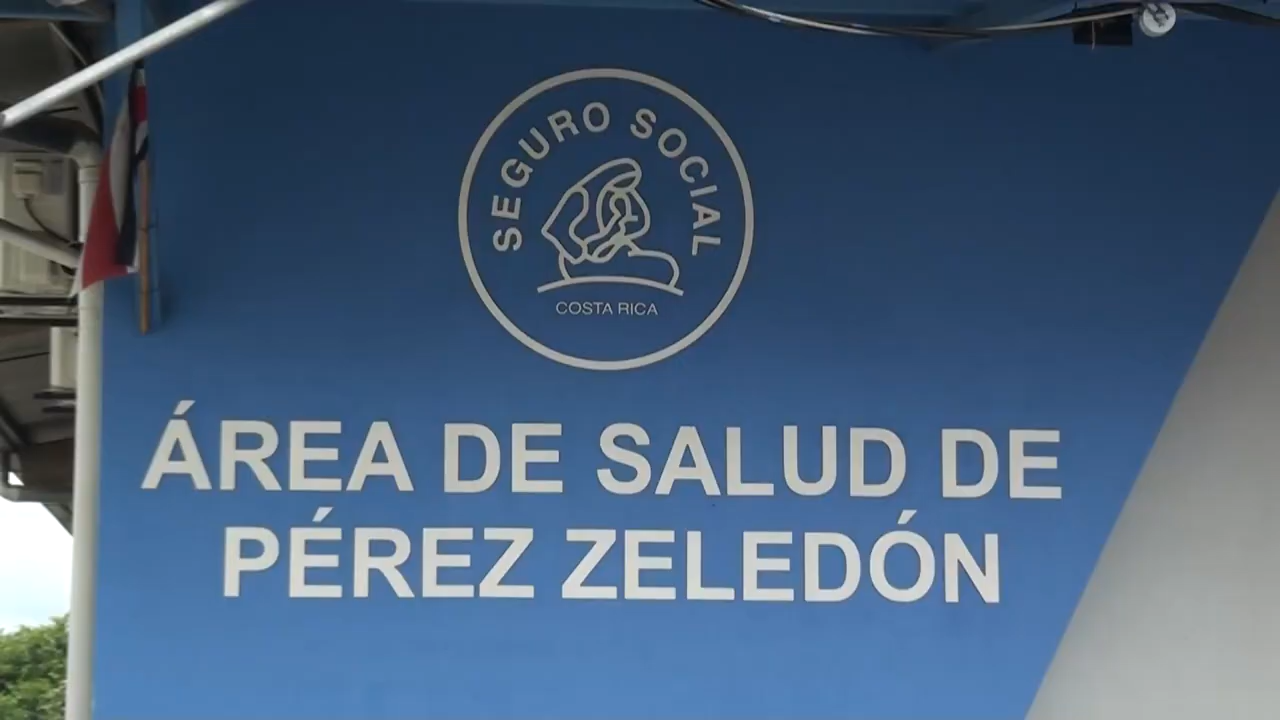 SEGURO SOCIAL
COSTA RICA
ÁREA DE SALUD DE
PÉREZ ZELEDÓN